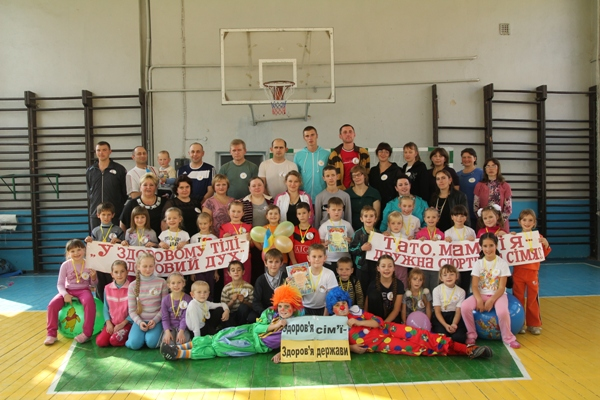 „У здоровому тілі -
здоровий дух"
Тато, мама, я -
дружна спортивна сім'я!
Здоров'я сім'ї-
Здоров'я держави